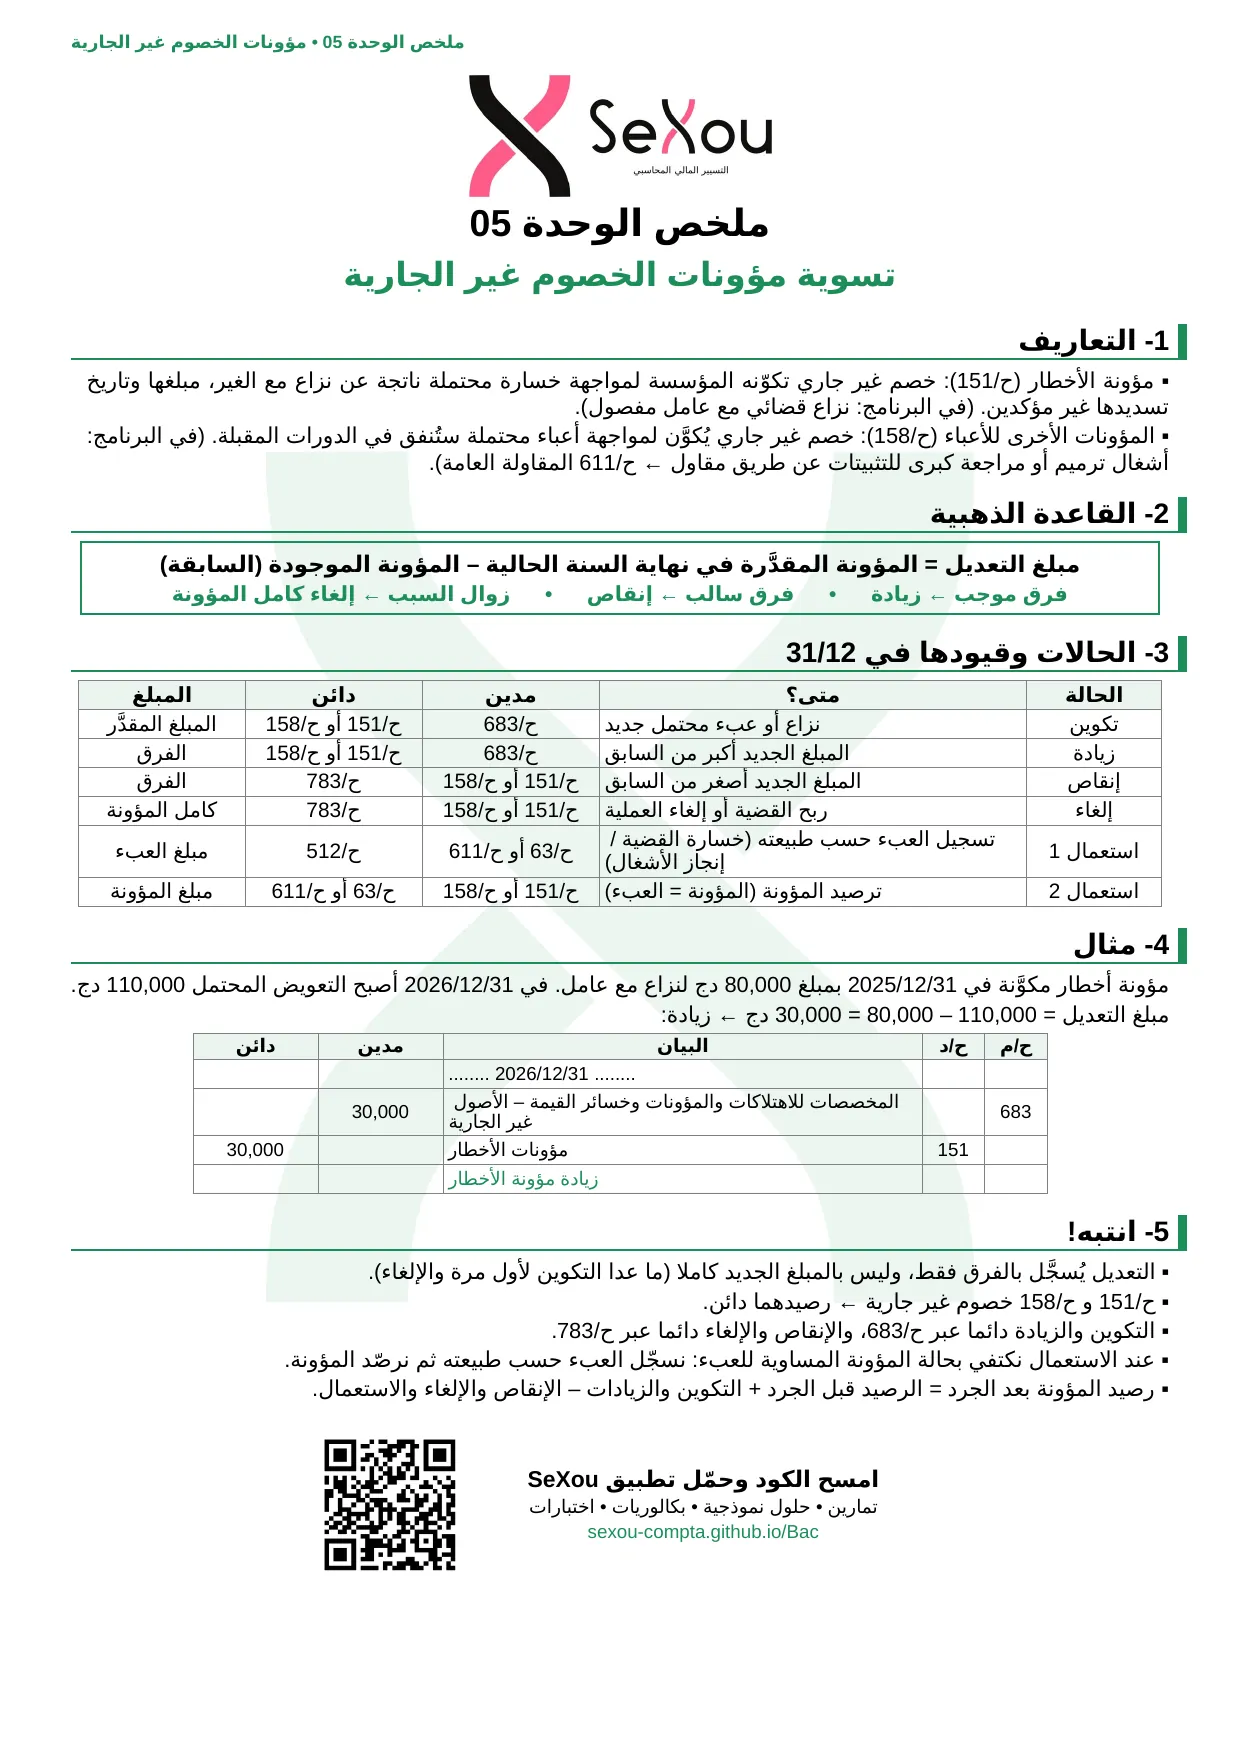 ملخص الوحدة 05 • مؤونات الخصوم غير الجارية
SeXou
التسيير المالي المحاسبي
ملخص الوحدة 05
تسوية مؤونات الخصوم غير الجارية
1- التعاريف
▪ مؤونة الأخطار (ح/151): خصم غير جاري تكوّنه المؤسسة لمواجهة خسارة محتملة ناتجة عن نزاع مع الغير، مبلغها وتاريخ
تسديدها غير مؤكدين. (في البرنامج: نزاع قضائي مع عامل مفصول).
▪ المؤونات الأخرى للأعباء (ح/158): خصم غير جاري يُكوَّن لمواجهة أعباء محتملة ستُنفق في الدورات المقبلة. (في البرنامج:
أشغال ترميم أو مراجعة كبرى للتثبيتات عن طريق مقاول ← ح/611 المقاولة العامة).
2- القاعدة الذهبية
مبلغ التعديل = المؤونة المقدَّرة في نهاية السنة الحالية – المؤونة الموجودة (السابقة)
فرق موجب ← زيادة • فرق سالب ← إنقاص • زوال السبب ← إلغاء كامل المؤونة
3- الحالات وقيودها في 31/12
الحالة متى؟ مدين دائن المبلغ
تكوين نزاع أو عبء محتمل جديد ح/683 ح/151 أو ح/158 المبلغ المقدَّر
زيادة المبلغ الجديد أكبر من السابق ح/683 ح/151 أو ح/158 الفرق
إنقاص المبلغ الجديد أصغر من السابق ح/151 أو ح/158 ح/783 الفرق
إلغاء ربح القضية أو إلغاء العملية ح/151 أو ح/158 ح/783 كامل المؤونة
استعمال 1 تسجيل العبء حسب طبيعته (خسارة القضية / إنجاز الأشغال) ح/63 أو ح/611 ح/512 مبلغ العبء
استعمال 2 ترصيد المؤونة (المؤونة = العبء) ح/151 أو ح/158 ح/63 أو ح/611 مبلغ المؤونة
4- مثال
مؤونة أخطار مكوَّنة في 2025/12/31 بمبلغ 80,000 دج لنزاع مع عامل. في 2026/12/31 أصبح التعويض المحتمل 110,000 دج.
مبلغ التعديل = 110,000 – 80,000 = 30,000 دج ← زيادة:
ح/م ح/د البيان مدين دائن
........ 2026/12/31 ........
683 المخصصات للاهتلاكات والمؤونات وخسائر القيمة – الأصول غير الجارية 30,000
151 مؤونات الأخطار 30,000
زيادة مؤونة الأخطار
5- انتبه!
▪ التعديل يُسجَّل بالفرق فقط، وليس بالمبلغ الجديد كاملا (ما عدا التكوين لأول مرة والإلغاء).
▪ ح/151 و ح/158 خصوم غير جارية ← رصيدهما دائن.
▪ التكوين والزيادة دائما عبر ح/683، والإنقاص والإلغاء دائما عبر ح/783.
▪ عند الاستعمال نكتفي بحالة المؤونة المساوية للعبء: نسجّل العبء حسب طبيعته ثم نرصّد المؤونة.
▪ رصيد المؤونة بعد الجرد = الرصيد قبل الجرد + التكوين والزيادات – الإنقاص والإلغاء والاستعمال.
امسح الكود وحمّل تطبيق SeXou
تمارين • حلول نموذجية • بكالوريات • اختبارات
sexou-compta.github.io/Bac